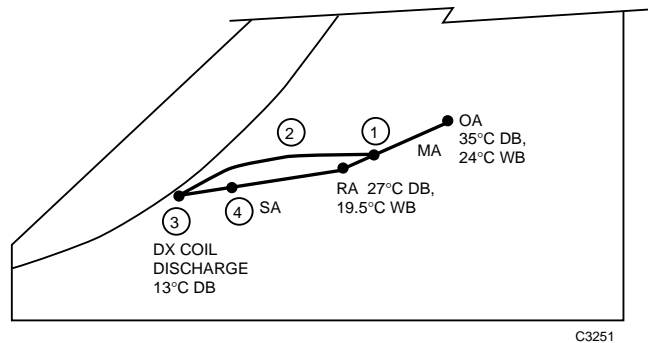 1
2
OA
35°C DB,
24°C WB
MA
RA 27°C DB,
19.5°C WB
3
4
SA
DX COIL
DISCHARGE
13°C DB
C3251